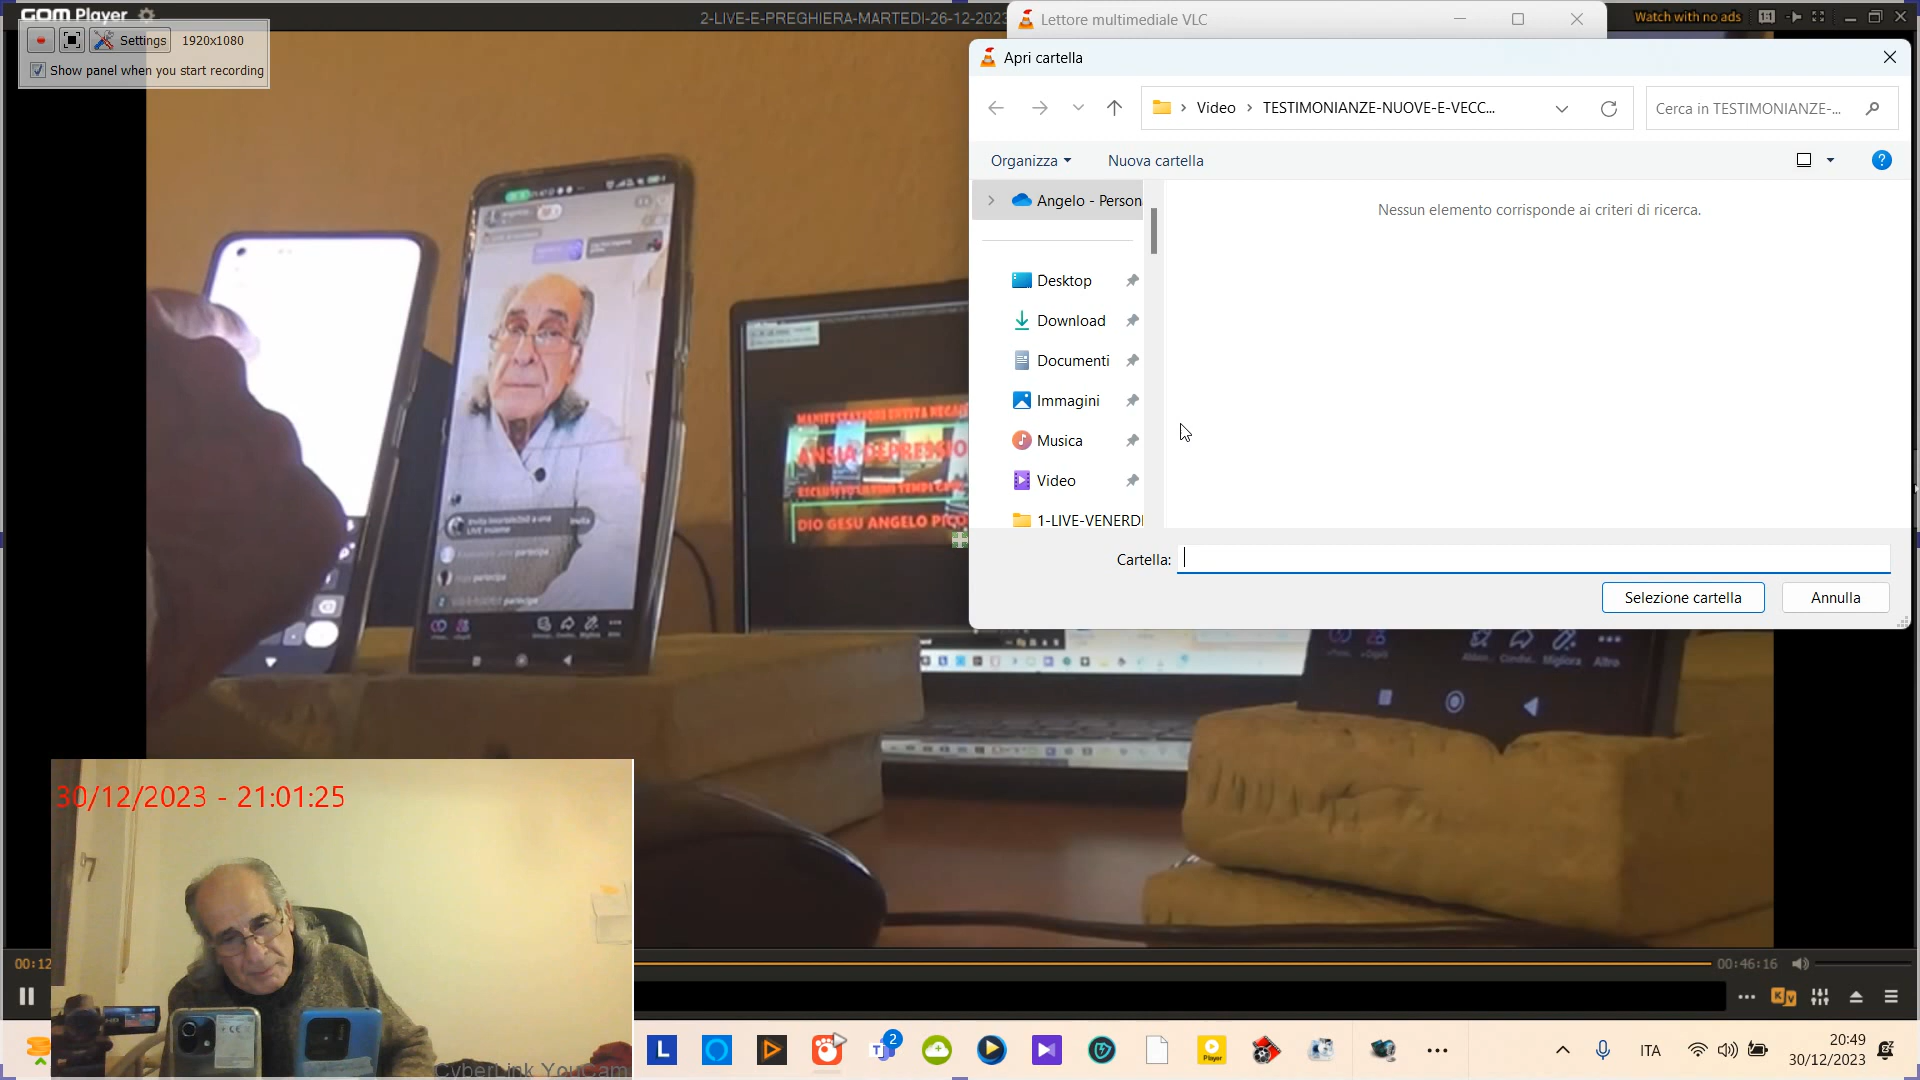 GOM Player
2-LIVE-E-PREGHIERA-MARTEDI-26-12-2023
Watch with no ads
Settings
1920x1080
Show panel when you start recording
Lettore multimediale VLC
Apri cartella
Video
TESTIMONIANZE-NUOVE-E-VECC...
Cerca in TESTIMONIANZE-...
Organizza
Nuova cartella
Angelo - Person
Nessun elemento corrisponde ai criteri di ricerca.
Desktop
Download
Documenti
Immagini
Musica
Video
1-LIVE-VENERDI
Cartella:
Selezione cartella
Annulla
ANSIA DEPRESSIO
DIO GESU ANGELO PICO
Migliora
Altro
30/12/2023 - 21:01:25
CyberLink YouCam
00:12
00:46:16
L
T
2
Player
ITA
20:49
30/12/2023